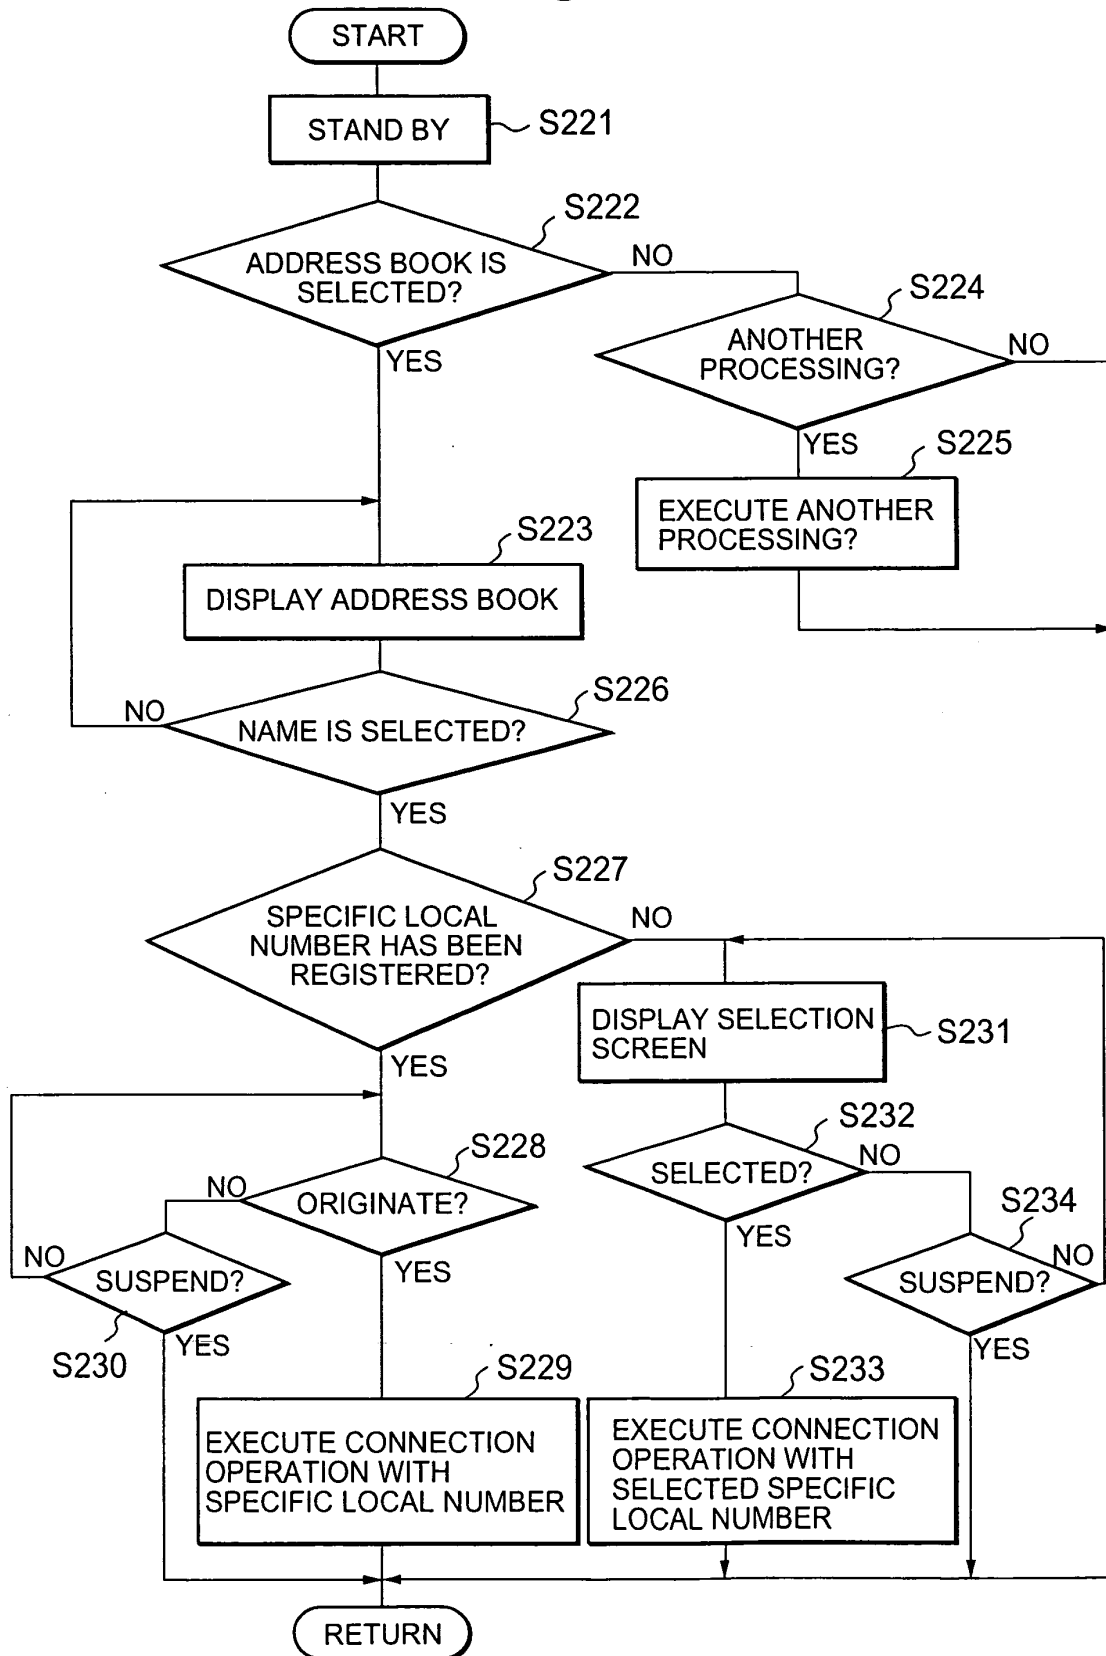 START
STAND BY
S221
S222
ADDRESS BOOK IS
SELECTED?
NO
YES
S224
ANOTHER
PROCESSING?
NO
YES
S225
EXECUTE ANOTHER
PROCESSING?
S223
DISPLAY ADDRESS BOOK
S226
NAME IS SELECTED?
NO
YES
S227
SPECIFIC LOCAL
NUMBER HAS BEEN
REGISTERED?
NO
YES
DISPLAY SELECTION
SCREEN
S231
S228
ORIGINATE?
NO
YES
S232
SELECTED?
NO
YES
SUSPEND?
NO
YES
S230
S234
SUSPEND?
NO
YES
S229
EXECUTE CONNECTION
OPERATION WITH
SPECIFIC LOCAL NUMBER
S233
EXECUTE CONNECTION
OPERATION WITH
SELECTED SPECIFIC
LOCAL NUMBER
RETURN